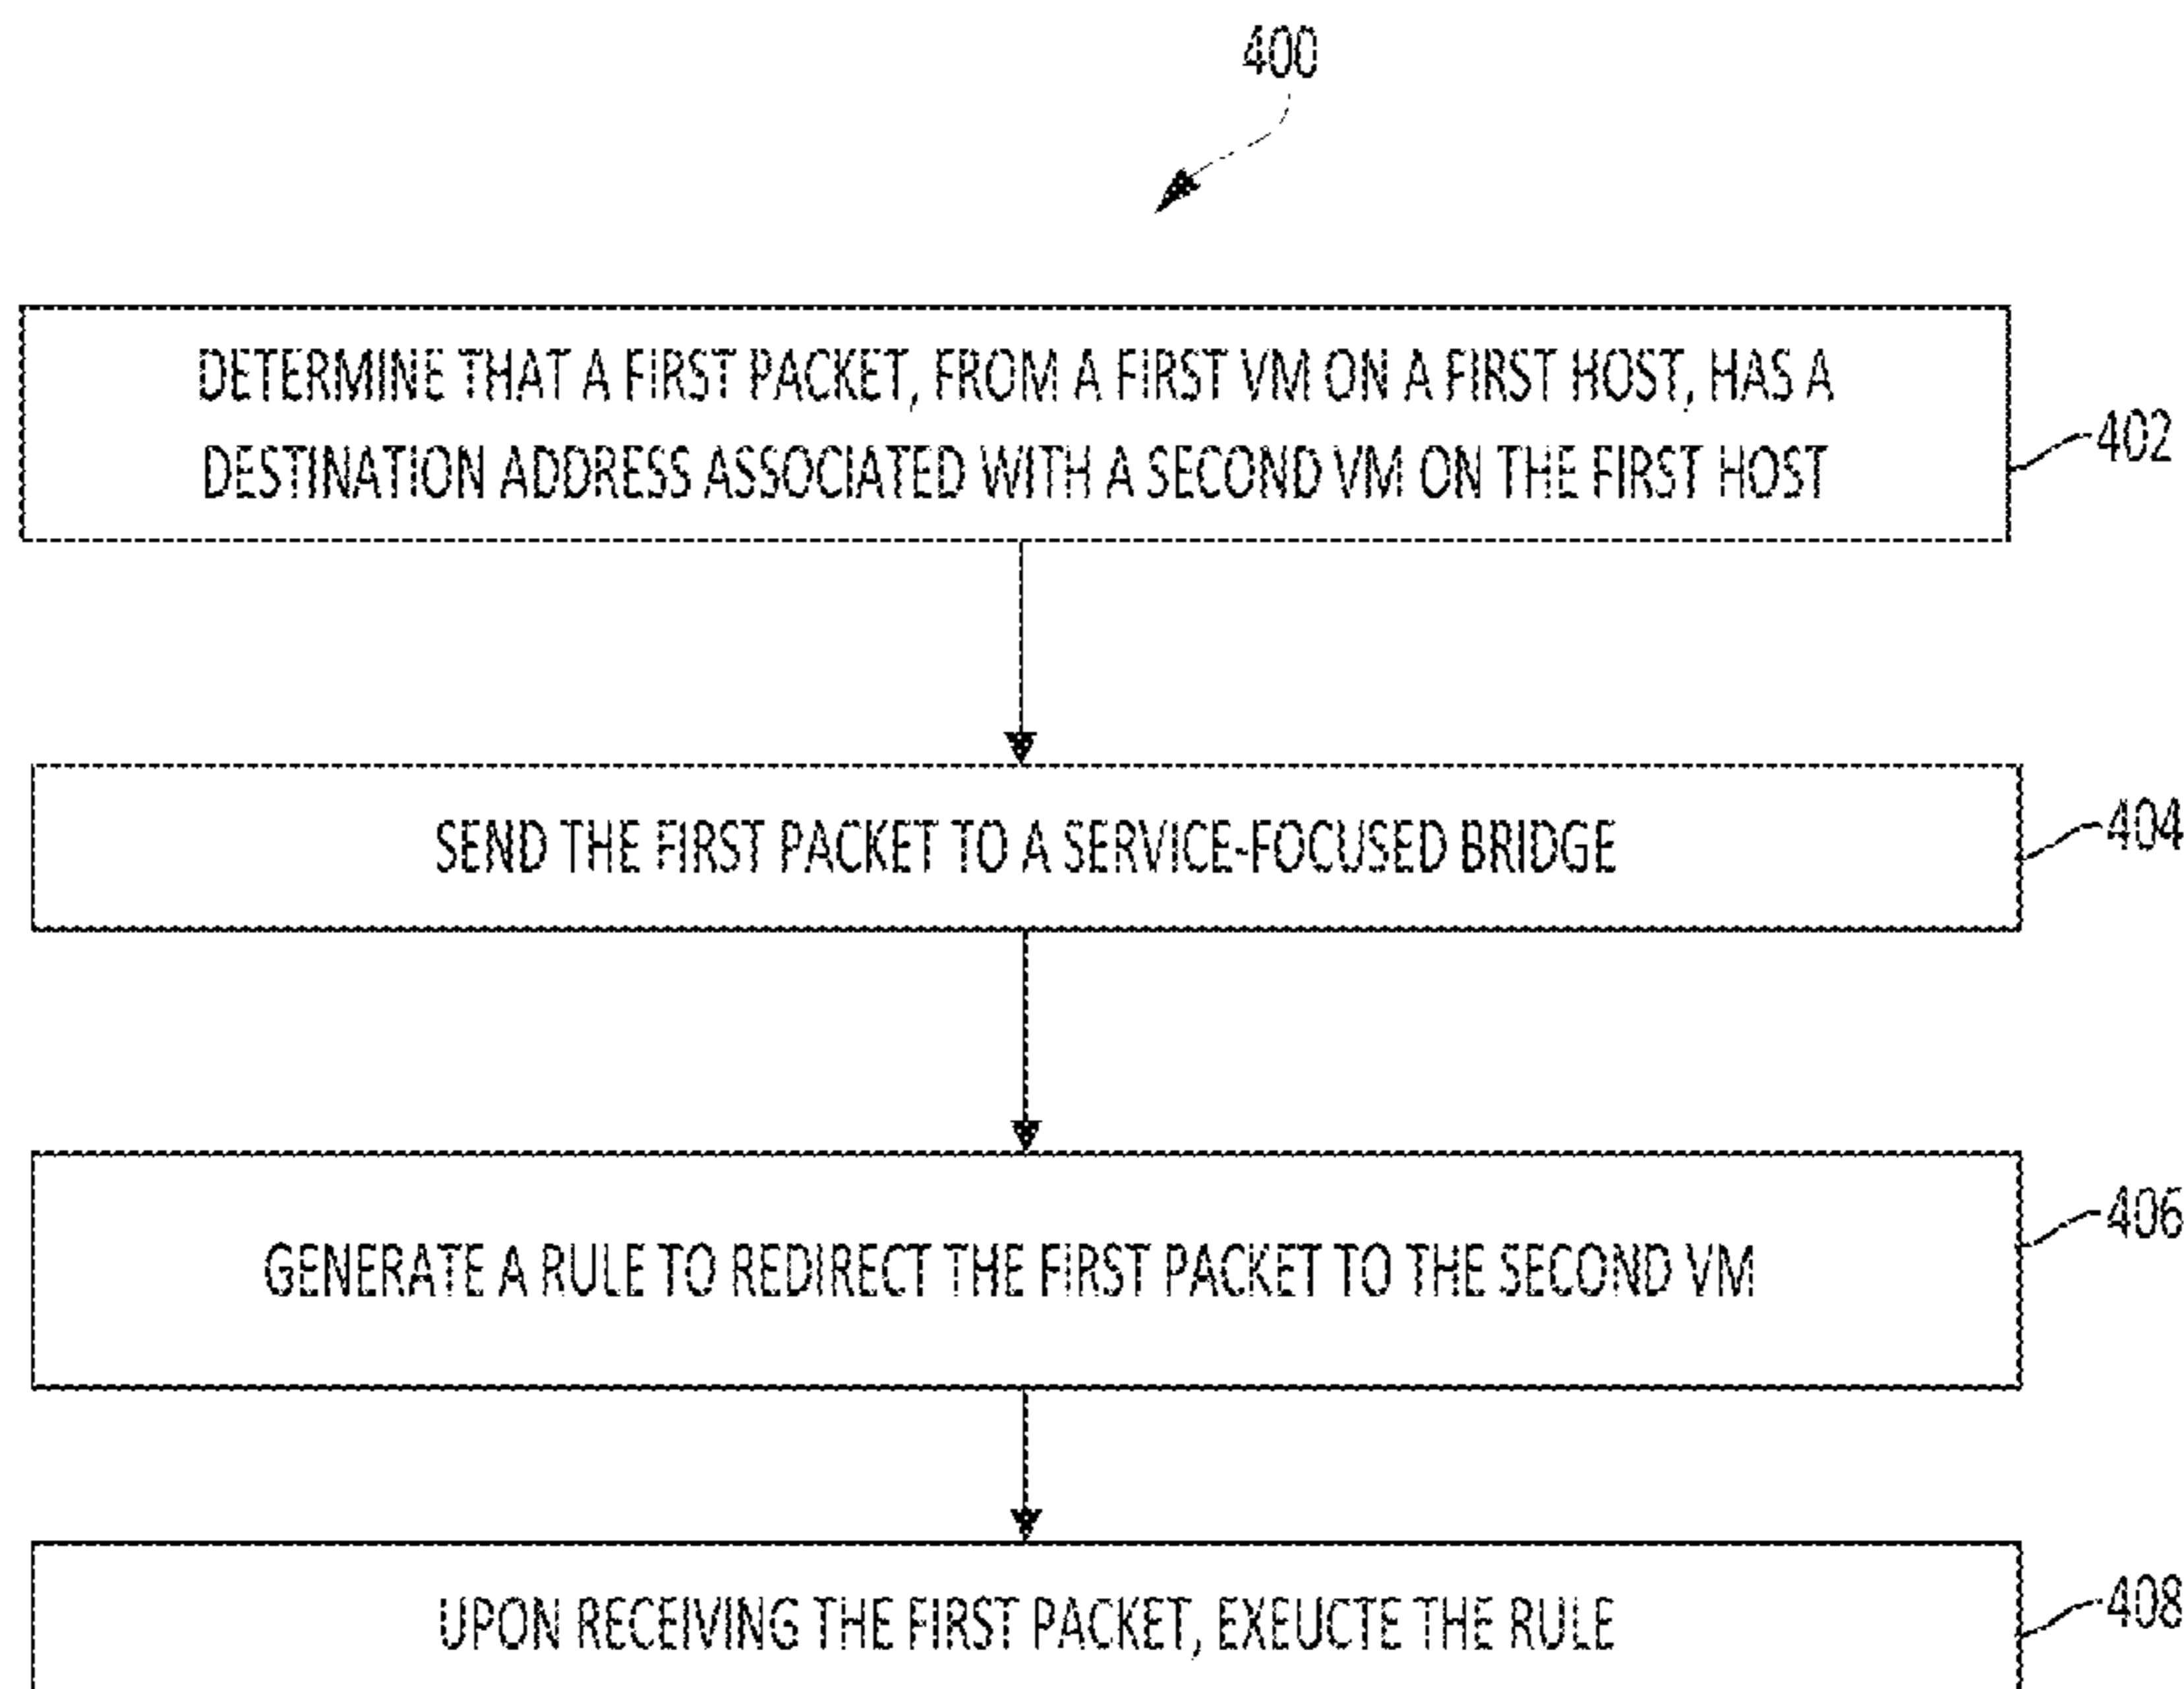 400
DETERMINE THAT A FIRST PACKET, FROM A FIRST VM ON A FIRST HOST, HAS A
DESTINATION ADDRESS ASSOCIATED WITH A SECOND VM ON THE FIRST HOST
402
SEND THE FIRST PACKET TO A SERVICE-FOCUSED BRIDGE
404
GENERATE A RULE TO REDIRECT THE FIRST PACKET TO THE SECOND VM
406
UPON RECEIVING THE FIRST PACKET, EXEUCTE THE RULE
408